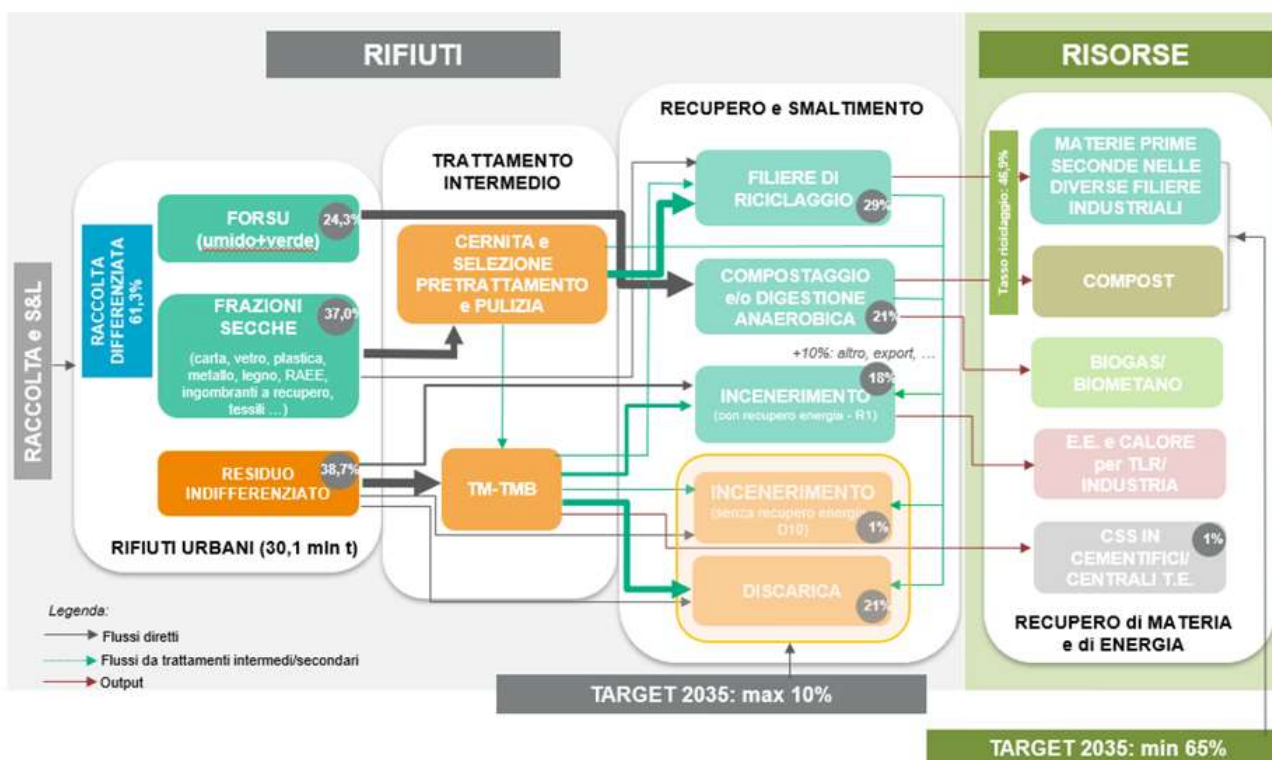 RIFIUTI
RISORSE
RACCOLTA e S&L
RACCOLTA
DIFFERENZIATA
61,3%
FORSU
(umido+verde)
24,3%
FRAZIONI
SECCHE
37,0%
(carta, vetro, plastica,
metallo, legno, RAEE,
ingombranti a recupero,
tessili ...)
RESIDUO
INDIFFERENZIATO
38,7%
RIFIUTI URBANI (30,1 mln t)
TRATTAMENTO
INTERMEDIO
CERNITA e
SELEZIONE
PRETRATTAMENTO
e PULIZIA
TM-TMB
RECUPERO e SMALTIMENTO
FILIERE DI
RICICLAGGIO
29%
COMPOSTAGGIO
e/o DIGESTIONE
ANAEROBICA
21%
+10%: altro, export, ...
18%
INCENERIMENTO
(con recupero energia - R1)
INCENERIMENTO
(senza recupero energia
D10)
1%
DISCARICA
21%
Tasso riciclaggio: 46,9%
MATERIE PRIME
SECONDE NELLE
DIVERSE FILIERE
INDUSTRIALI
COMPOST
BIOGAS/
BIOMETANO
E.E. e CALORE
per TLR/
INDUSTRIA
CSS IN
CEMENTIFICI/
CENTRALI T.E.
1%
RECUPERO di MATERIA
e di ENERGIA
Legenda:
Flussi diretti
Flussi da trattamenti intermedi/secondari
Output
TARGET 2035: max 10%
TARGET 2035: min 65%